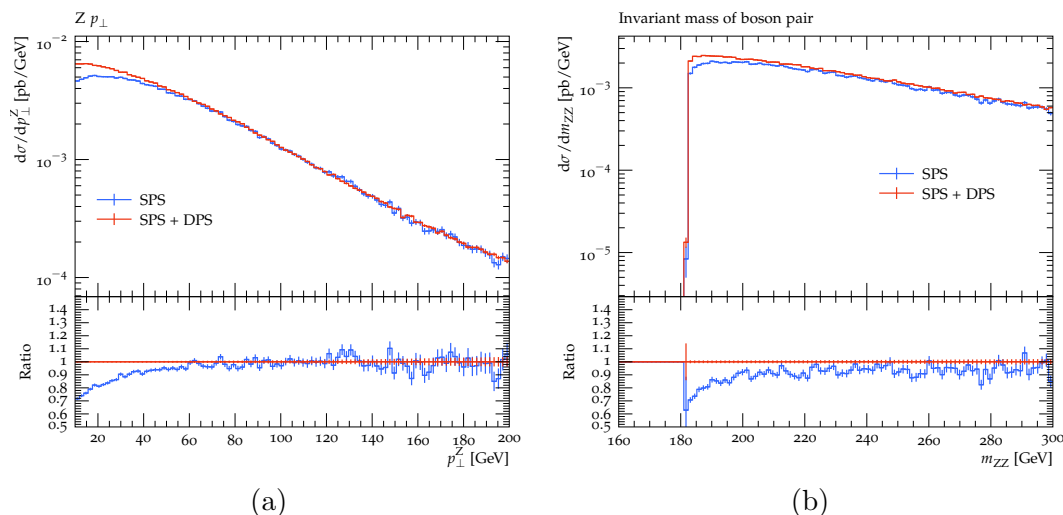 Z p⊥
dσ/dp⊥^Z [pb/GeV]
10⁻²
10⁻³
10⁻⁴
SPS
SPS + DPS
Ratio
1.4
1.3
1.2
1.1
1
0.9
0.8
0.7
0.6
0.5
20 40 60 80 100 120 140 160 180 200
p⊥^Z [GeV]
(a)
Invariant mass of boson pair
dσ/dm_ZZ [pb/GeV]
10⁻³
10⁻⁴
10⁻⁵
SPS
SPS + DPS
Ratio
1.4
1.3
1.2
1.1
1
0.9
0.8
0.7
0.6
0.5
160 180 200 220 240 260 280 300
m_ZZ [GeV]
(b)